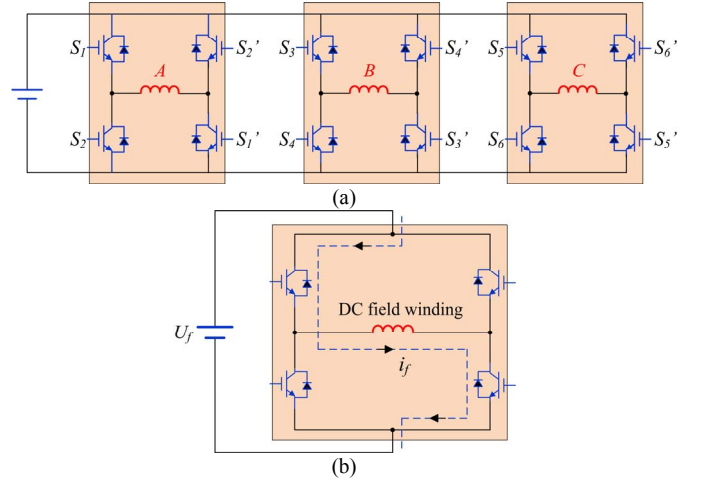 S1 S2' S3 S4' S5 S6'
A B C
S2 S1' S4 S3' S6 S5'
(a)
DC field winding
Uf
if
(b)